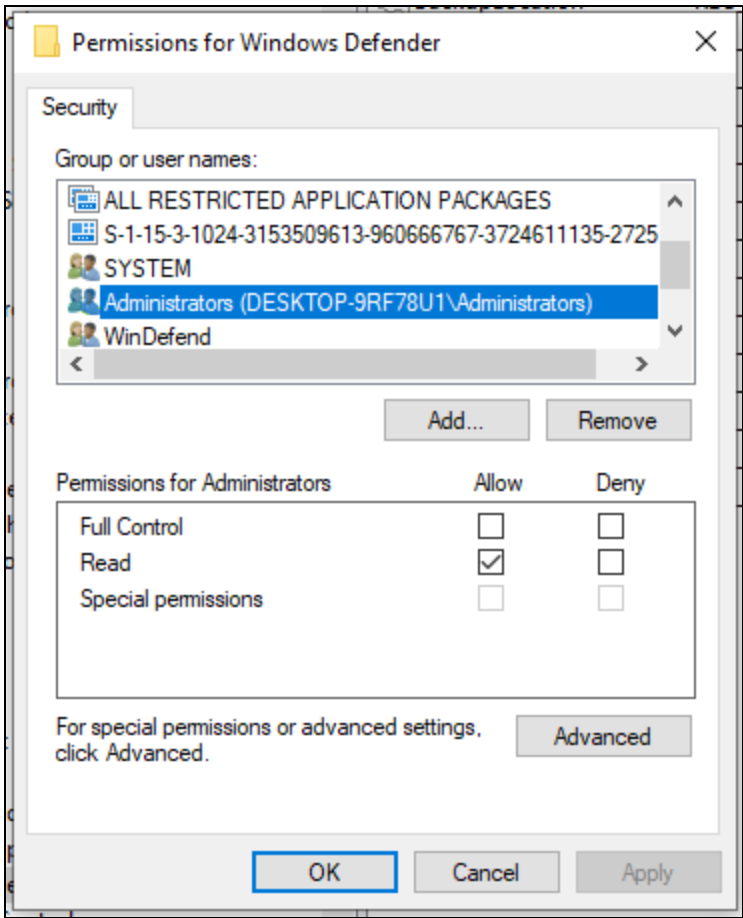 Permissions for Windows Defender
Security
Group or user names:
ALL RESTRICTED APPLICATION PACKAGES
S-1-15-3-1024-3153509613-960666767-3724611135-2725
SYSTEM
Administrators (DESKTOP-9RF78U1\Administrators)
WinDefend
Add...
Remove
Permissions for Administrators Allow Deny
Full Control
Read
Special permissions
For special permissions or advanced settings,
click Advanced.
Advanced
OK
Cancel
Apply